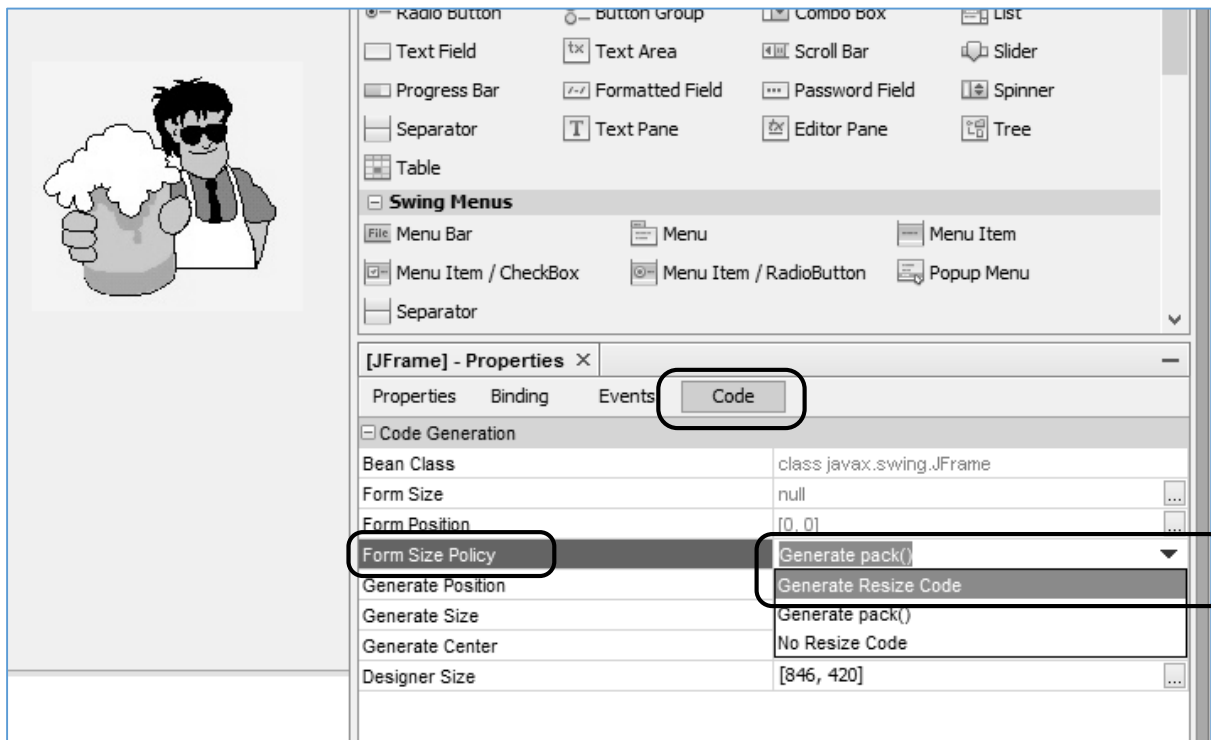 Radio Button Button Group Combo Box List
Text Field Text Area Scroll Bar Slider
Progress Bar Formatted Field Password Field Spinner
Separator Text Pane Editor Pane Tree
Table
Swing Menus
Menu Bar Menu Menu Item
Menu Item / CheckBox Menu Item / RadioButton Popup Menu
Separator
[JFrame] - Properties
Properties Binding Events Code
Code Generation
Bean Class class javax.swing.JFrame
Form Size null ...
Form Position [0, 0] ...
Form Size Policy Generate pack()
Generate Position Generate Resize Code
Generate Size Generate pack()
Generate Center No Resize Code
Designer Size [846, 420] ...